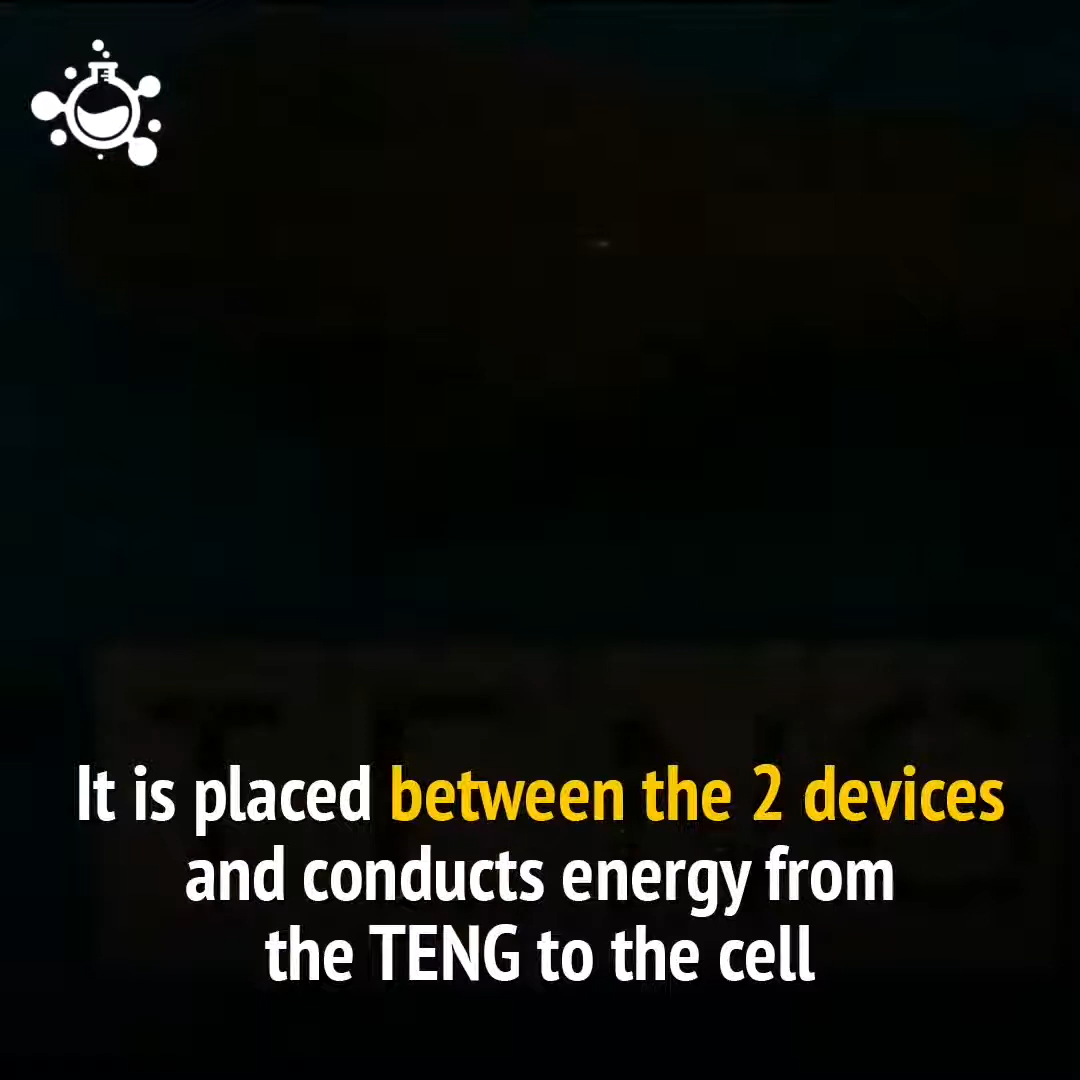 It is placed between the 2 devices
and conducts energy from
the TENG to the cell